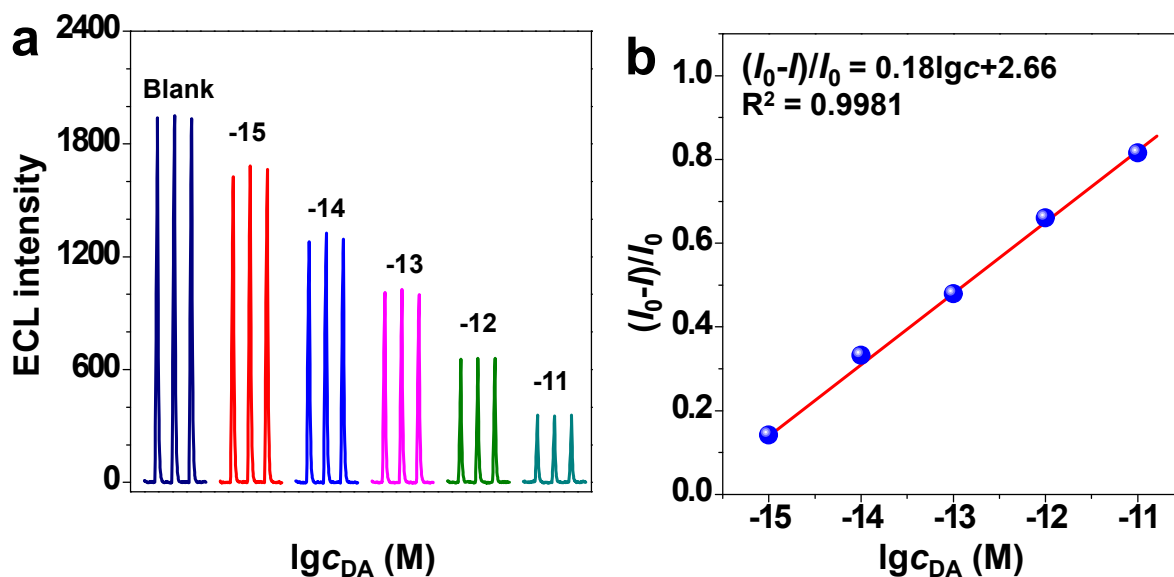 a
ECL intensity
2400
1800
1200
600
0
Blank
-15
-14
-13
-12
-11
lgcDA (M)
b
(I0-I)/I0 = 0.18lgc+2.66
R² = 0.9981
(I0-I)/I0
1.0
0.8
0.6
0.4
0.2
0.0
-15 -14 -13 -12 -11
lgcDA (M)